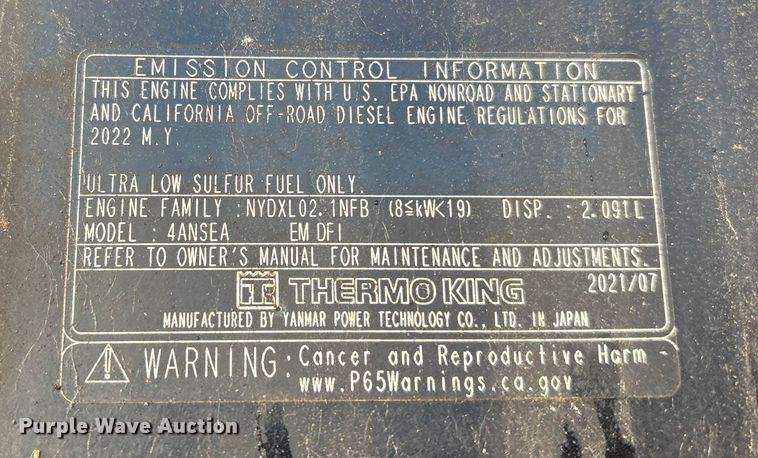 EMISSION CONTROL INFORMATION
THIS ENGINE COMPLIES WITH U.S. EPA NONROAD AND STATIONARY
AND CALIFORNIA OFF-ROAD DIESEL ENGINE REGULATIONS FOR
2022 M.Y.
ULTRA LOW SULFUR FUEL ONLY.
ENGINE FAMILY :NYDXL02.1NFB (8≦kW<19) DISP. : 2.091L
MODEL : 4ANSEA EM DFI
REFER TO OWNER'S MANUAL FOR MAINTENANCE AND ADJUSTMENTS.
THERMO KING 2021/07
MANUFACTURED BY YANMAR POWER TECHNOLOGY CO., LTD. IN JAPAN
WARNING: Cancer and Reproductive Harm -
www.P65Warnings.ca.gov
Purple Wave Auction